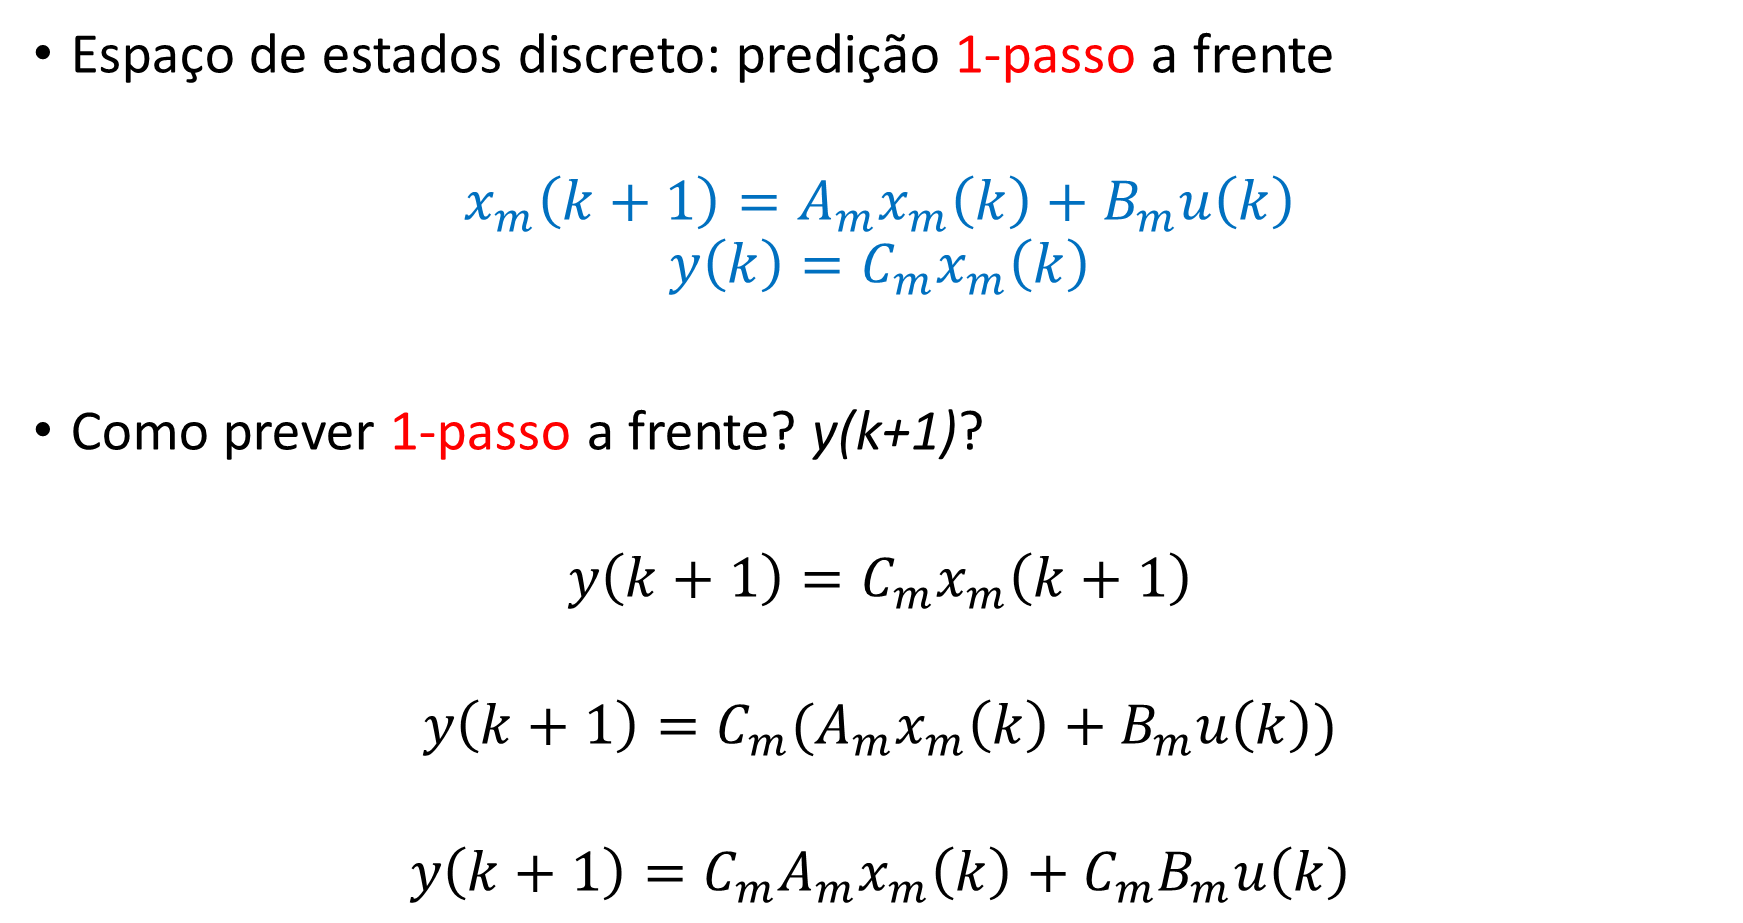 • Espaço de estados discreto: predição 1-passo a frente
xₘ(k + 1) = Aₘxₘ(k) + Bₘu(k)
y(k) = Cₘxₘ(k)
• Como prever 1-passo a frente? y(k+1)?
y(k + 1) = Cₘxₘ(k + 1)
y(k + 1) = Cₘ(Aₘxₘ(k) + Bₘu(k))
y(k + 1) = CₘAₘxₘ(k) + CₘBₘu(k)